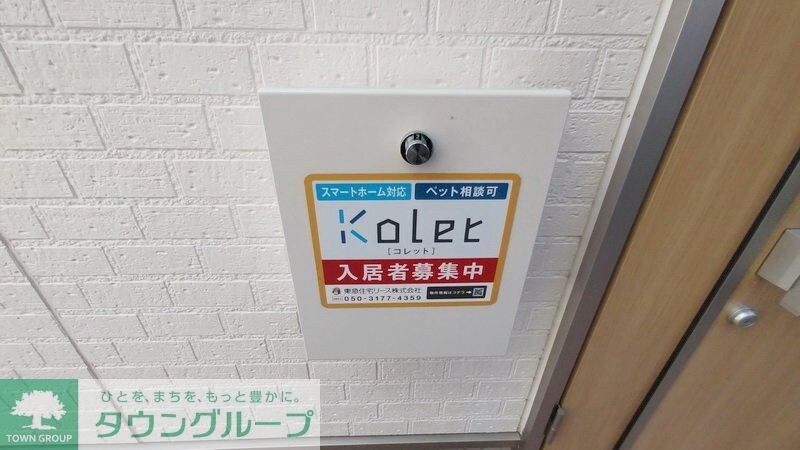 スマートホーム対応 ペット相談可
Kolet
[コレット]
入居者募集中
東急住宅リース株式会社
050-3177-4359
物件情報はコチラ→
ひとを、まちを、もっと豊かに。
タウングループ
TOWN GROUP